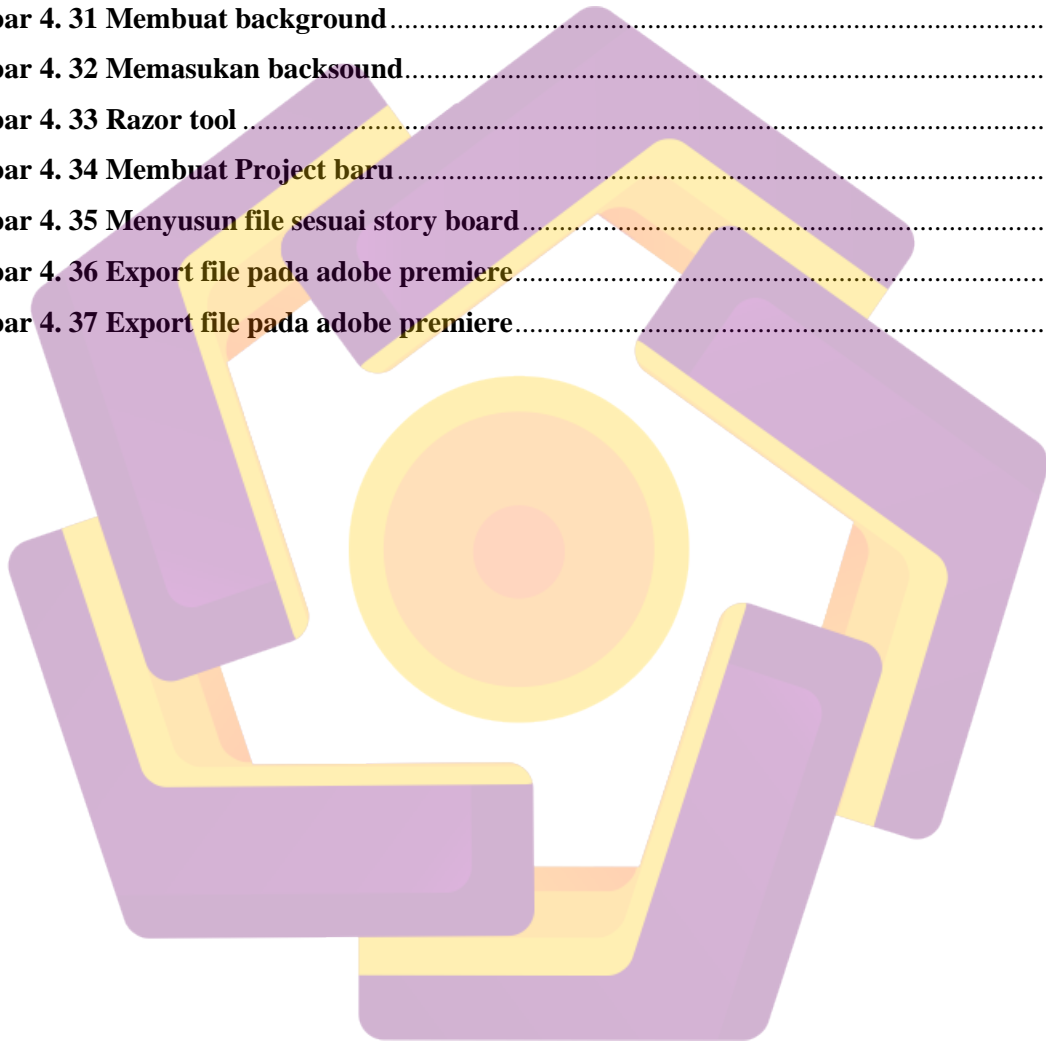 bar 4. 31 Membuat background
bar 4. 32 Memasukan backsound
bar 4. 33 Razor tool
bar 4. 34 Membuat Project baru
bar 4. 35 Menyusun file sesuai story board
bar 4. 36 Export file pada adobe premiere
bar 4. 37 Export file pada adobe premiere